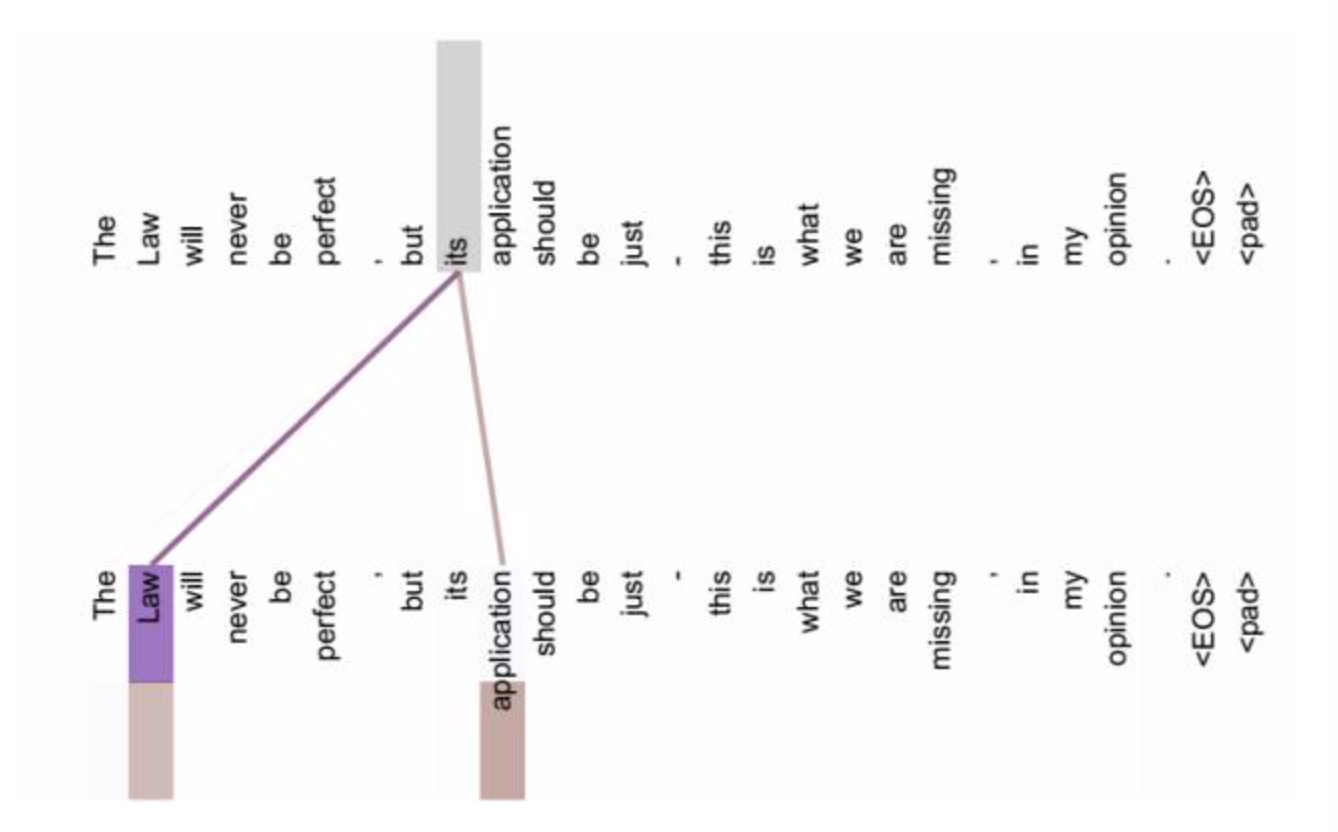 The Law will never be perfect , but its application should be just - this is what we are missing , in my opinion . <EOS> <pad>
The Law will never be perfect , but its application should be just - this is what we are missing , in my opinion . <EOS> <pad>